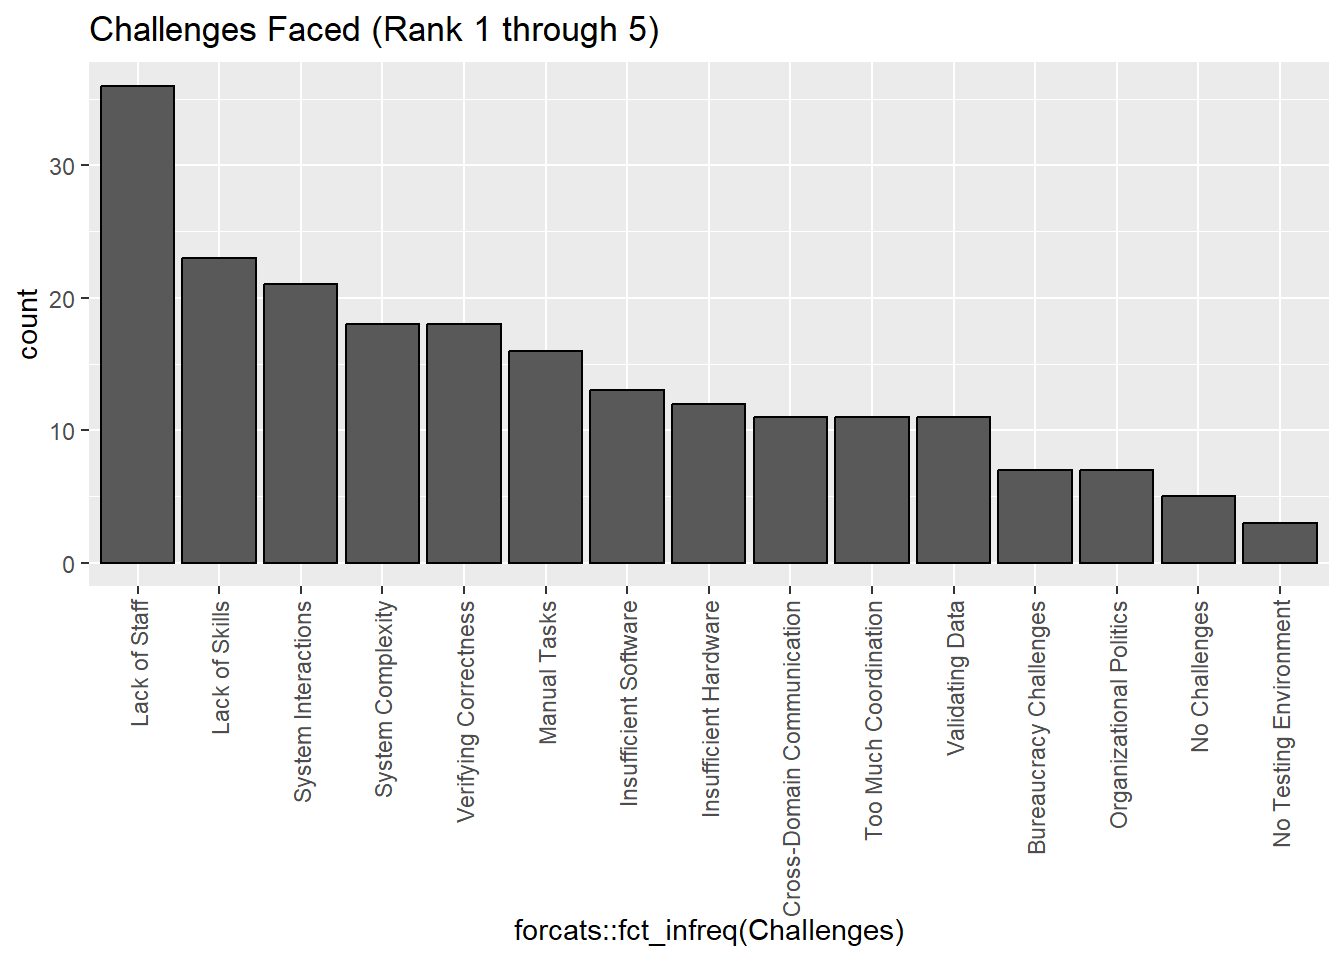 Challenges Faced (Rank 1 through 5)
count
30
20
10
0
Lack of Staff
Lack of Skills
System Interactions
System Complexity
Verifying Correctness
Manual Tasks
Insufficient Software
Insufficient Hardware
Cross-Domain Communication
Too Much Coordination
Validating Data
Bureaucracy Challenges
Organizational Politics
No Challenges
No Testing Environment
forcats::fct_infreq(Challenges)